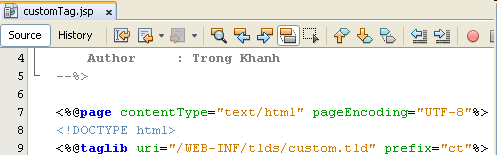 customTag.jsp
Source History
4 Author : Trong Khanh
5 --%>
6
7 <%@page contentType="text/html" pageEncoding="UTF-8"%>
8 <!DOCTYPE html>
9 <%@taglib uri="/WEB-INF/tlds/custom.tld" prefix="ct"%>